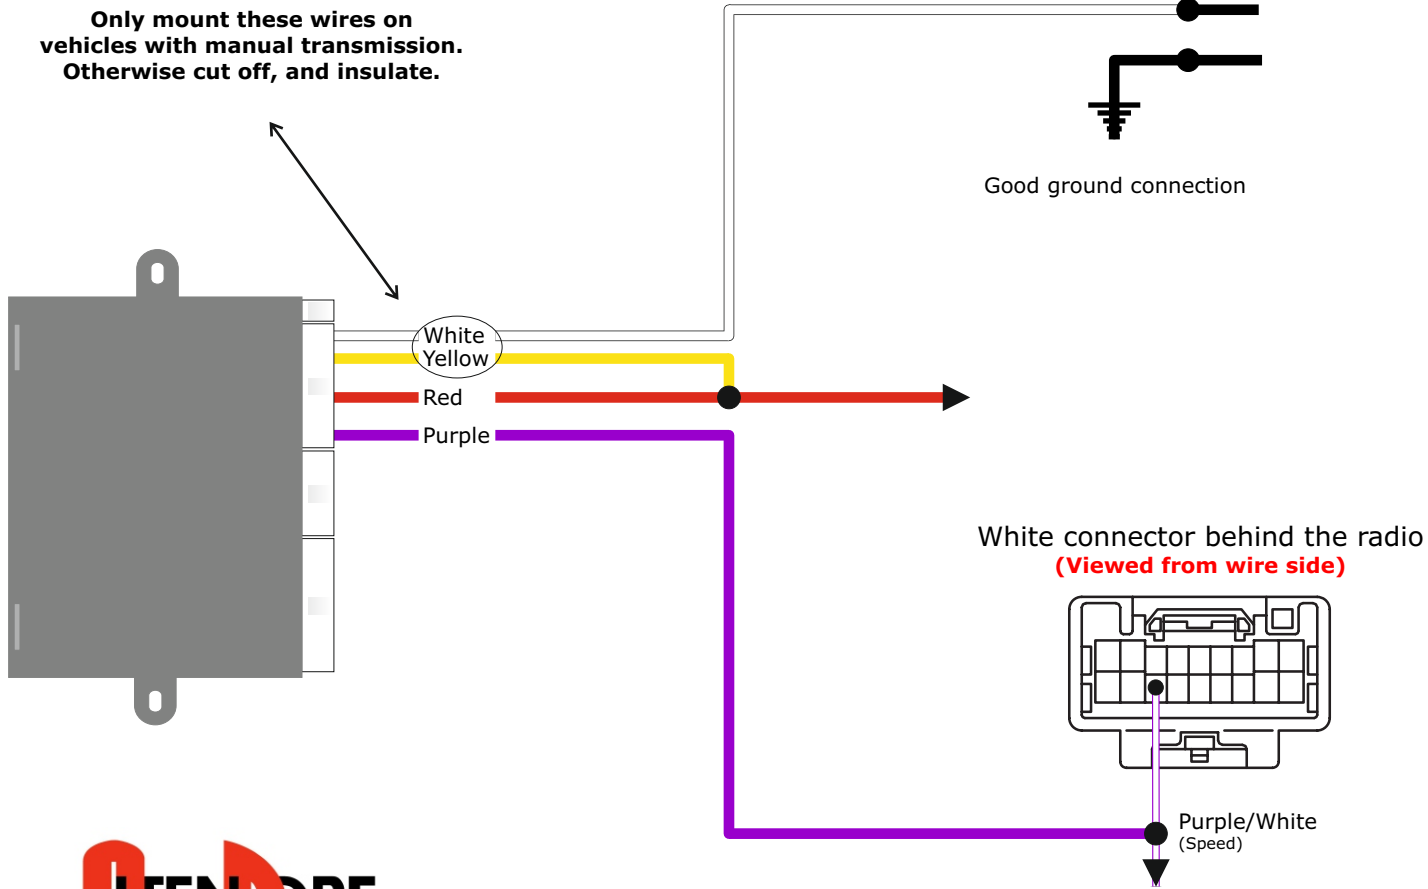 Only mount these wires on
vehicles with manual transmission.
Otherwise cut off, and insulate.
Good ground connection
White
Yellow
Red
Purple
White connector behind the radio
(Viewed from wire side)
Purple/White
(Speed)